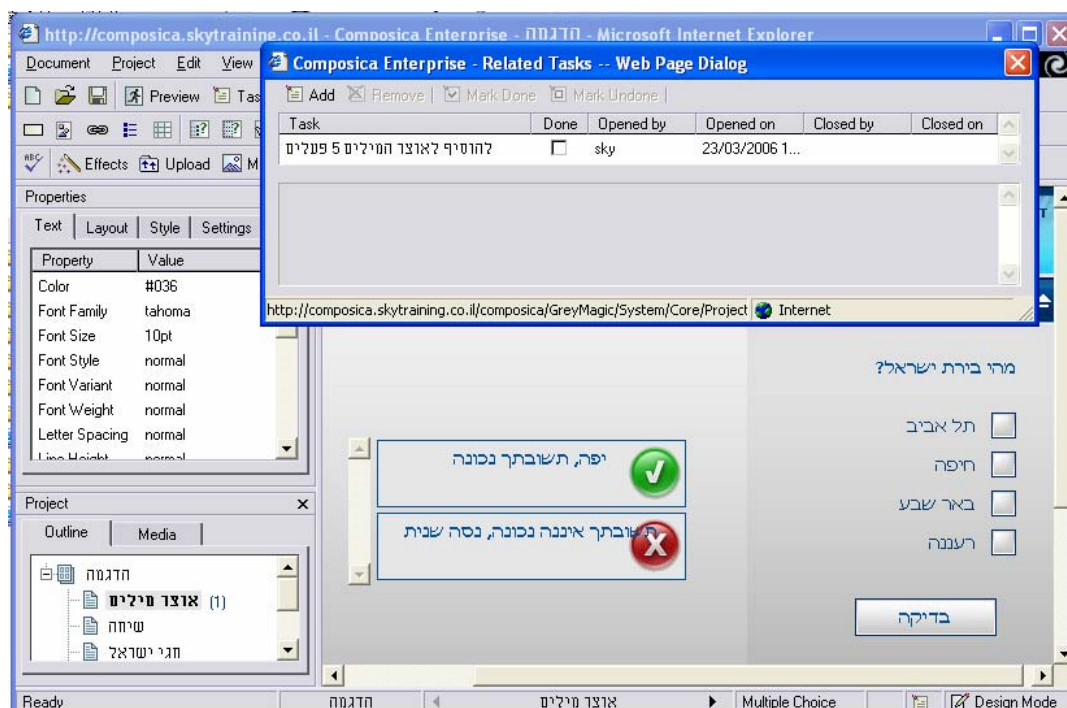 http://composica.skytraining.co.il - Composica Enterprise - הדגמה - Microsoft Internet Explorer
Document Project Edit View
Preview
Effects Upload
Composica Enterprise - Related Tasks -- Web Page Dialog
Add Remove Mark Done Mark Undone
Task Done Opened by Opened on Closed by Closed on
להוסיף לאוצר המילים 5 פעלים sky 23/03/2006 1...
http://composica.skytraining.co.il/composica/GreyMagic/System/Core/Project Internet
Properties
Text Layout Style Settings
Property Value
Color #036
Font Family tahoma
Font Size 10pt
Font Style normal
Font Variant normal
Font Weight normal
Letter Spacing normal
Line Height normal
Project
Outline Media
הדגמה
אוצר מילים (1)
שיחה
חגי ישראל
מהי בירת ישראל?
תל אביב
חיפה
באר שבע
רעננה
בדיקה
יפה, תשובתך נכונה
תשובתך איננה נכונה, נסה שנית
Ready הדגמה אוצר מילים Multiple Choice Design Mode